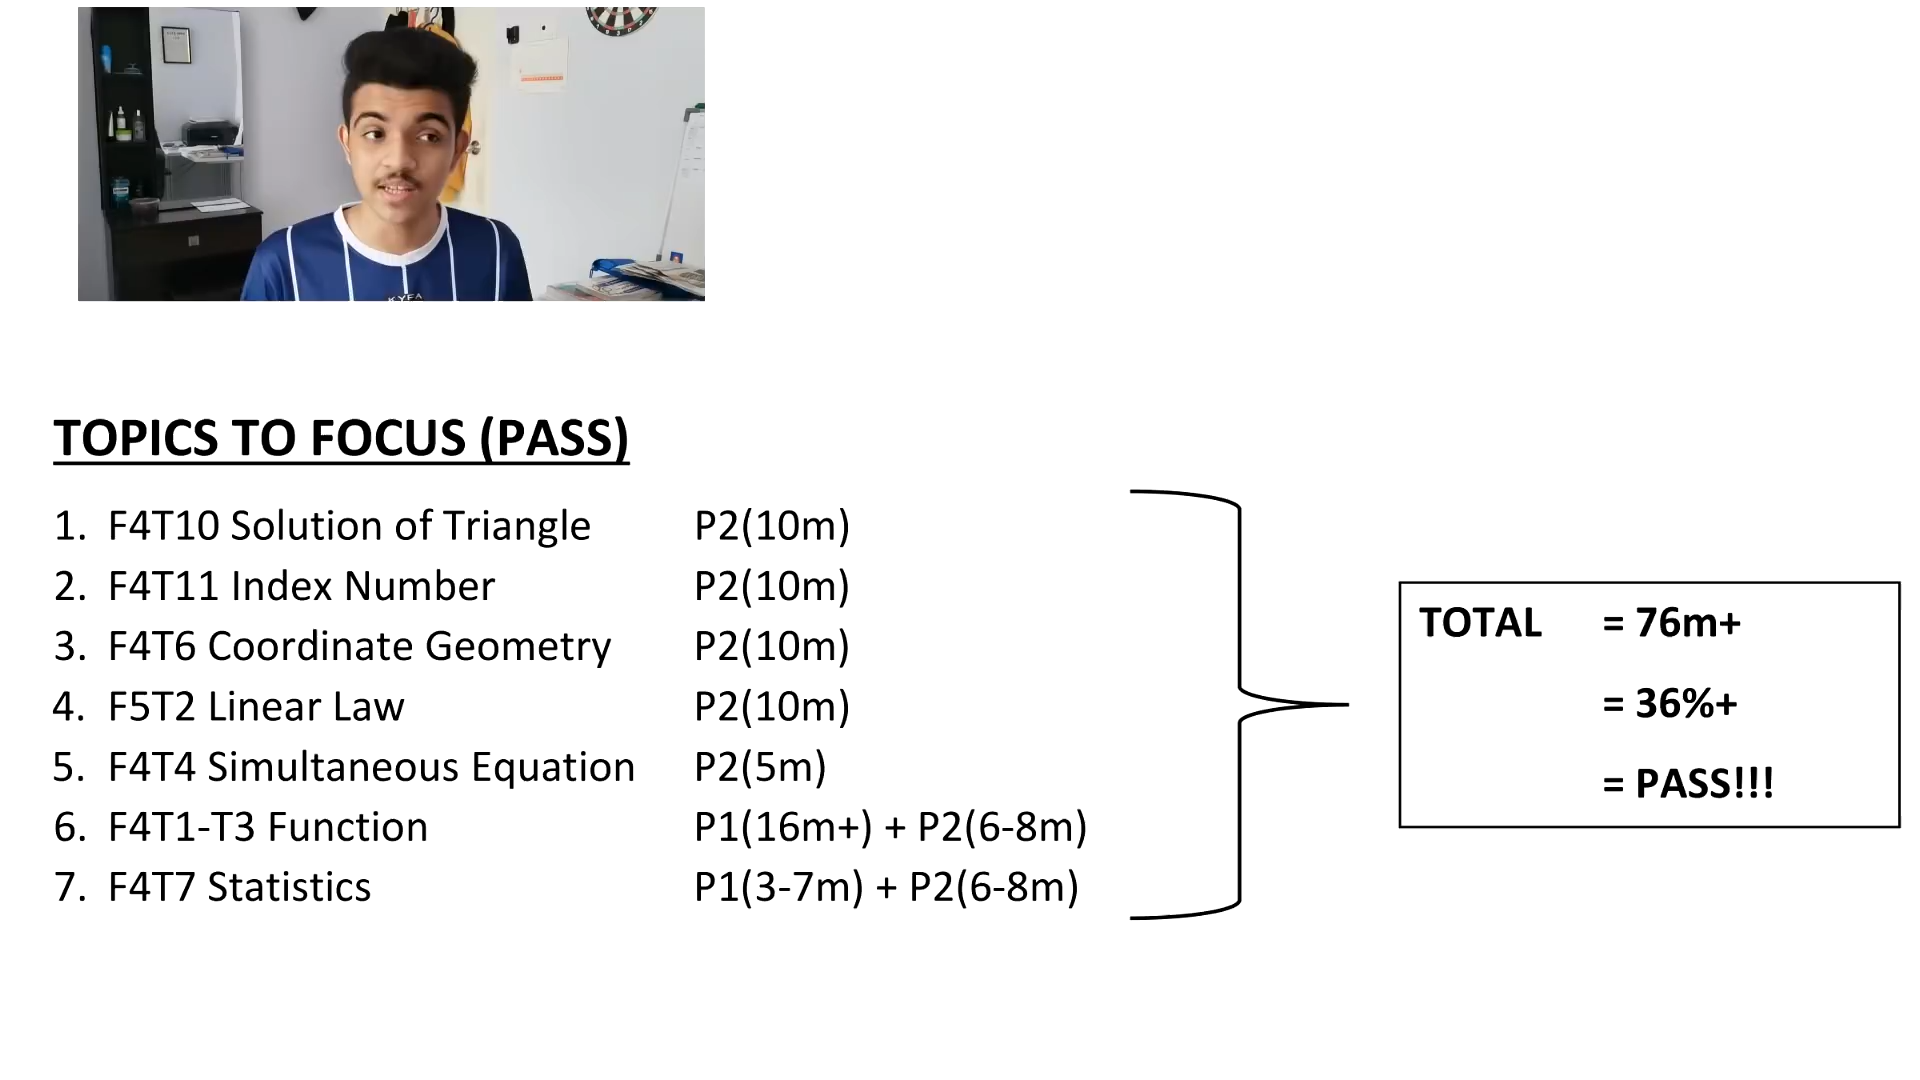 TOPICS TO FOCUS (PASS)
1. F4T10 Solution of Triangle P2(10m)
2. F4T11 Index Number P2(10m)
3. F4T6 Coordinate Geometry P2(10m)
4. F5T2 Linear Law P2(10m)
5. F4T4 Simultaneous Equation P2(5m)
6. F4T1-T3 Function P1(16m+) + P2(6-8m)
7. F4T7 Statistics P1(3-7m) + P2(6-8m)
TOTAL = 76m+
= 36%+
= PASS!!!